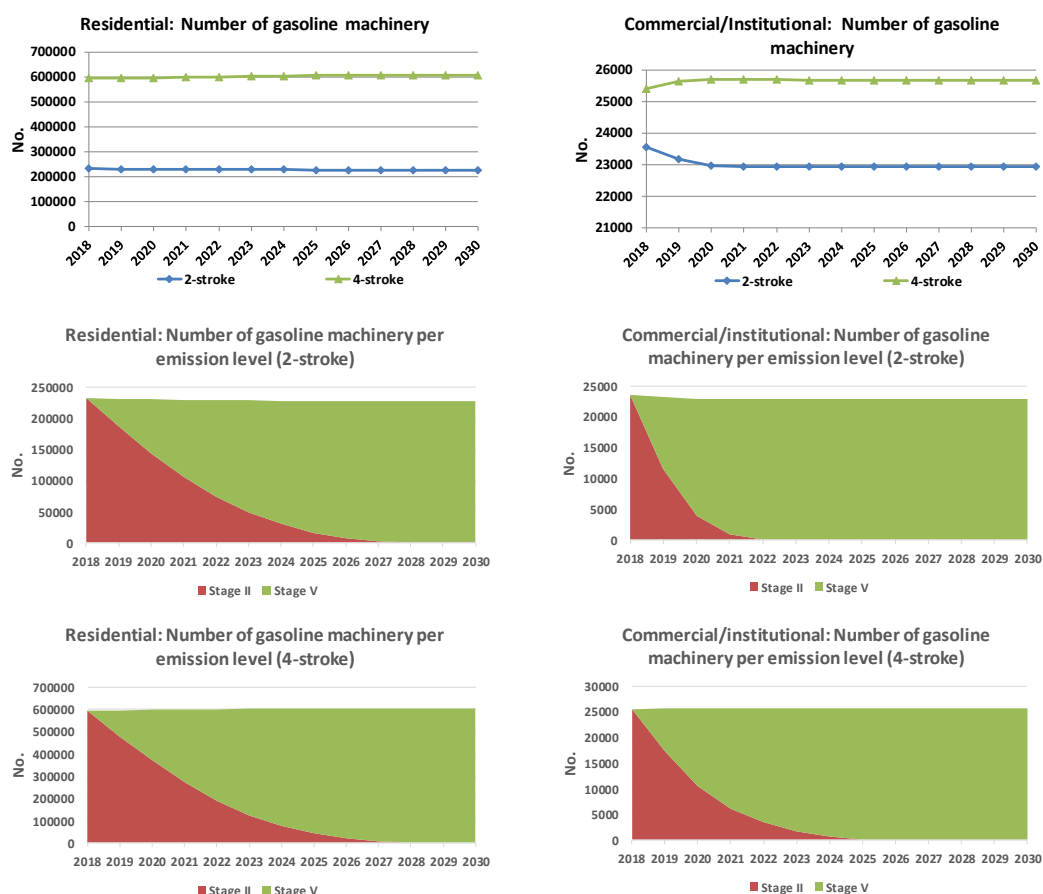 Residential: Number of gasoline machinery
700000
600000
500000
400000
300000
200000
100000
0
No.
2018 2019 2020 2021 2022 2023 2024 2025 2026 2027 2028 2029 2030
2-stroke 4-stroke
Commercial/Institutional: Number of gasoline
machinery
26000
25000
24000
23000
22000
21000
No.
2018 2019 2020 2021 2022 2023 2024 2025 2026 2027 2028 2029 2030
2-stroke 4-stroke
Residential: Number of gasoline machinery per
emission level (2-stroke)
250000
200000
150000
100000
50000
0
No.
2018 2019 2020 2021 2022 2023 2024 2025 2026 2027 2028 2029 2030
Stage II Stage V
Commercial/institutional: Number of gasoline
machinery per emission level (2-stroke)
25000
20000
15000
10000
5000
0
No.
2018 2019 2020 2021 2022 2023 2024 2025 2026 2027 2028 2029 2030
Stage II Stage V
Residential: Number of gasoline machinery per
emission level (4-stroke)
700000
600000
500000
400000
300000
200000
100000
0
No.
2018 2019 2020 2021 2022 2023 2024 2025 2026 2027 2028 2029 2030
Stage II Stage V
Commercial/institutional: Number of gasoline
machinery per emission level (4-stroke)
30000
25000
20000
15000
10000
5000
0
No.
2018 2019 2020 2021 2022 2023 2024 2025 2026 2027 2028 2029 2030
Stage II Stage V